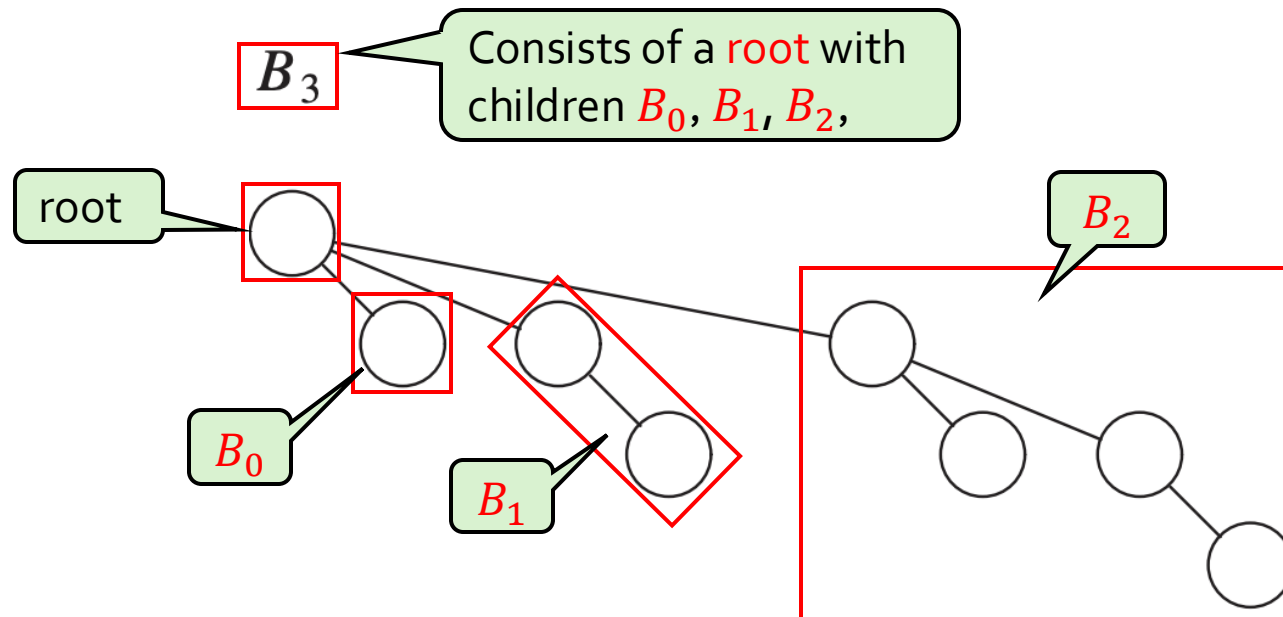 B₃
Consists of a root with
children B₀, B₁, B₂,
root
B₂
B₀
B₁